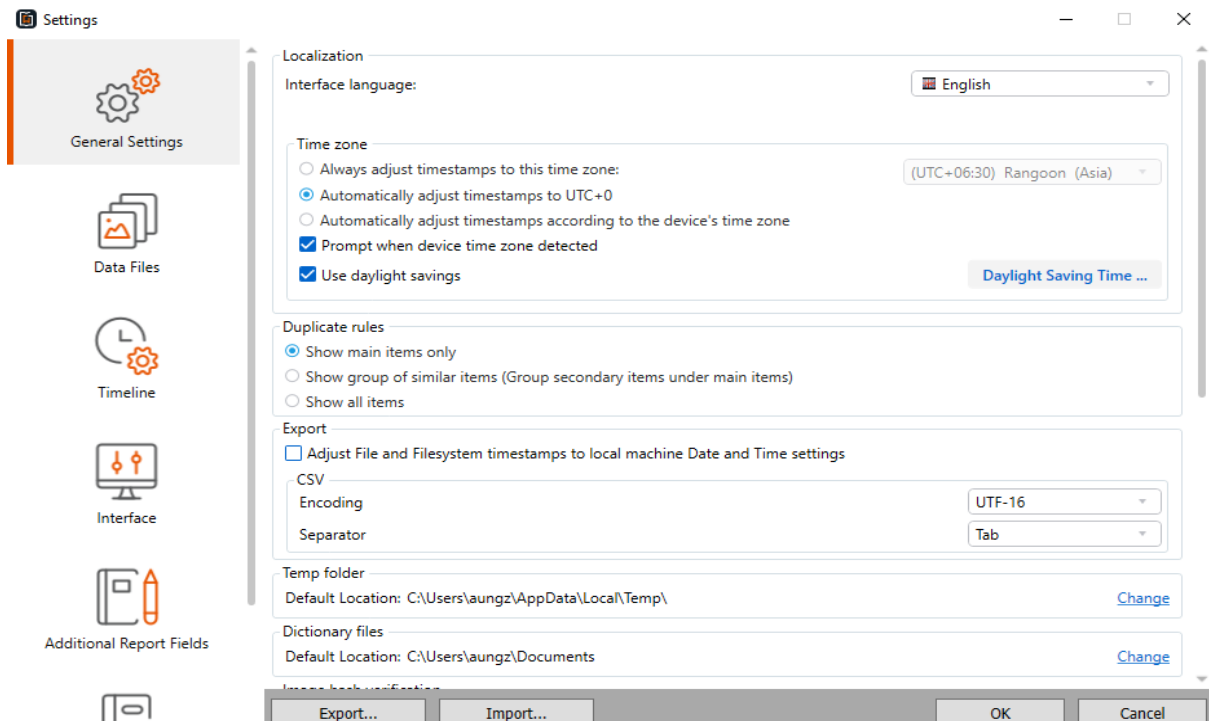 Settings
General Settings
Data Files
Timeline
Interface
Additional Report Fields
Localization
Interface language:
English
Time zone
Always adjust timestamps to this time zone:
(UTC+06:30) Rangoon (Asia)
Automatically adjust timestamps to UTC+0
Automatically adjust timestamps according to the device's time zone
Prompt when device time zone detected
Use daylight savings
Daylight Saving Time ...
Duplicate rules
Show main items only
Show group of similar items (Group secondary items under main items)
Show all items
Export
Adjust File and Filesystem timestamps to local machine Date and Time settings
CSV
Encoding
UTF-16
Separator
Tab
Temp folder
Default Location: C:\Users\aungz\AppData\Local\Temp\
Change
Dictionary files
Default Location: C:\Users\aungz\Documents
Change
Image hash verification
Export...
Import...
OK
Cancel